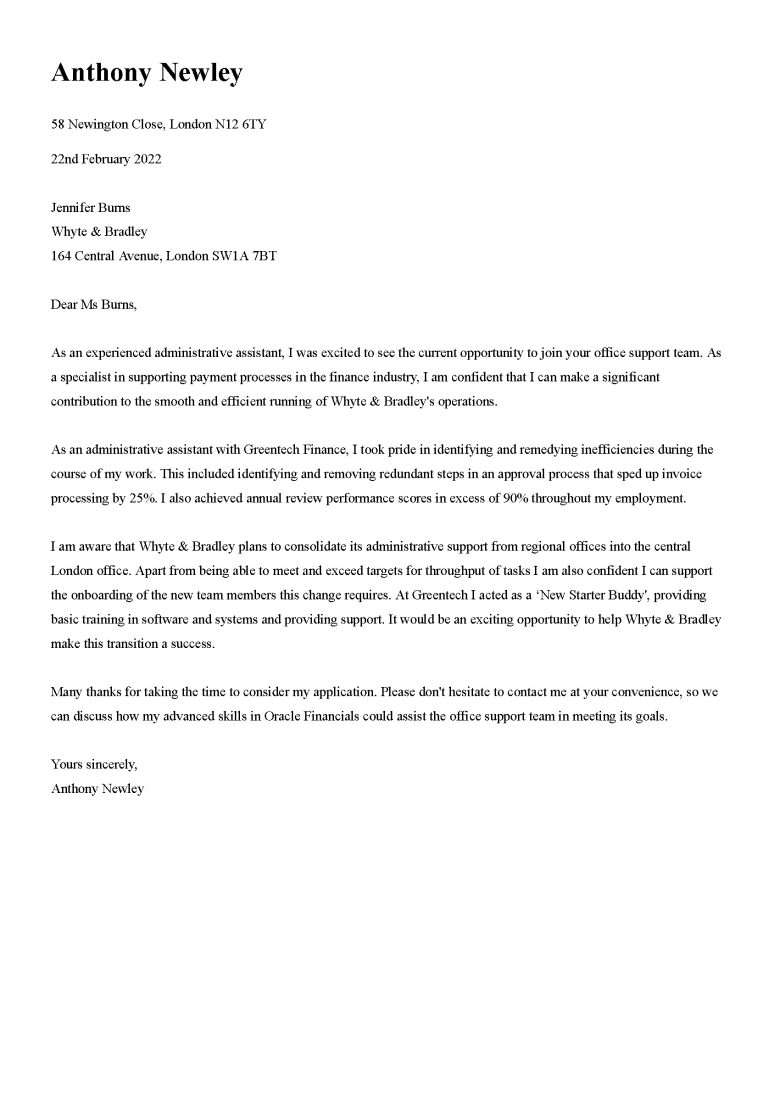 Anthony Newley
58 Newington Close, London N12 6TY
22nd February 2022
Jennifer Burns
Whyte & Bradley
164 Central Avenue, London SW1A 7BT
Dear Ms Burns,
As an experienced administrative assistant, I was excited to see the current opportunity to join your office support team. As
a specialist in supporting payment processes in the finance industry, I am confident that I can make a significant
contribution to the smooth and efficient running of Whyte & Bradley's operations.
As an administrative assistant with Greentech Finance, I took pride in identifying and remedying inefficiencies during the
course of my work. This included identifying and removing redundant steps in an approval process that sped up invoice
processing by 25%. I also achieved annual review performance scores in excess of 90% throughout my employment.
I am aware that Whyte & Bradley plans to consolidate its administrative support from regional offices into the central
London office. Apart from being able to meet and exceed targets for throughput of tasks I am also confident I can support
the onboarding of the new team members this change requires. At Greentech I acted as a ‘New Starter Buddy', providing
basic training in software and systems and providing support. It would be an exciting opportunity to help Whyte & Bradley
make this transition a success.
Many thanks for taking the time to consider my application. Please don't hesitate to contact me at your convenience, so we
can discuss how my advanced skills in Oracle Financials could assist the office support team in meeting its goals.
Yours sincerely,
Anthony Newley